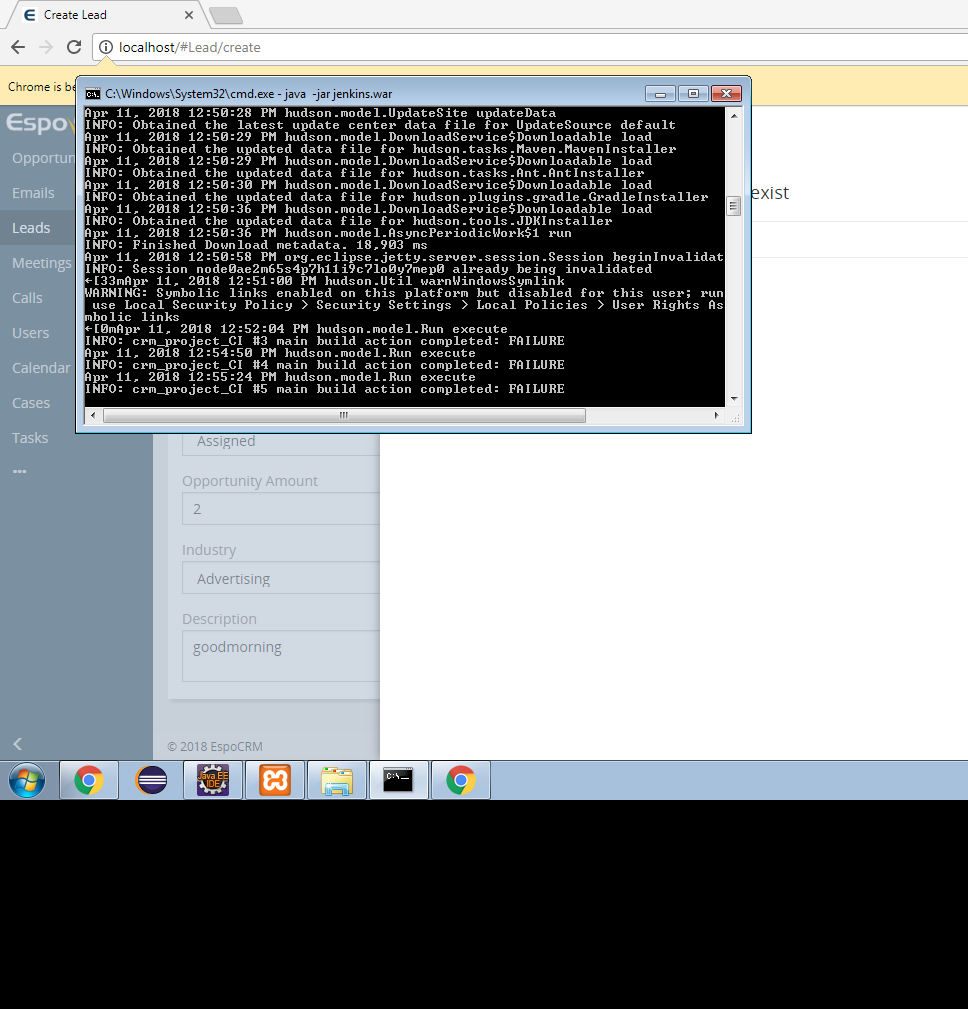 Create Lead
localhost/#Lead/create
Chrome is be
C:\Windows\System32\cmd.exe - java -jar jenkins.war
Apr 11, 2018 12:50:28 PM hudson.model.UpdateSite updateData
INFO: Obtained the latest update center data file for UpdateSource default
Apr 11, 2018 12:50:29 PM hudson.model.DownloadService$Downloadable load
INFO: Obtained the updated data file for hudson.tasks.Maven.MavenInstaller
Apr 11, 2018 12:50:29 PM hudson.model.DownloadService$Downloadable load
INFO: Obtained the updated data file for hudson.tasks.Ant.AntInstaller
Apr 11, 2018 12:50:30 PM hudson.model.DownloadService$Downloadable load
INFO: Obtained the updated data file for hudson.plugins.gradle.GradleInstaller
Apr 11, 2018 12:50:36 PM hudson.model.DownloadService$Downloadable load
INFO: Obtained the updated data file for hudson.tools.JDKInstaller
Apr 11, 2018 12:50:36 PM hudson.model.AsyncPeriodicWork$1 run
INFO: Finished Download metadata. 18,903 ms
Apr 11, 2018 12:50:58 PM org.eclipse.jetty.server.session.Session beginInvalidat
INFO: Session node0ae2m65s4p7h11i9c7lo0y7mep0 already being invalidated
←[33mApr 11, 2018 12:51:00 PM hudson.Util warnWindowsSymlink
WARNING: Symbolic links enabled on this platform but disabled for this user; run
use Local Security Policy > Security Settings > Local Policies > User Rights As
mbolic links
←[0mApr 11, 2018 12:52:04 PM hudson.model.Run execute
INFO: crm_project_CI #3 main build action completed: FAILURE
Apr 11, 2018 12:54:50 PM hudson.model.Run execute
INFO: crm_project_CI #4 main build action completed: FAILURE
Apr 11, 2018 12:55:24 PM hudson.model.Run execute
INFO: crm_project_CI #5 main build action completed: FAILURE
exist
Espo
Opportun
Emails
Leads
Meetings
Calls
Users
Calendar
Cases
Tasks
Assigned
Opportunity Amount
2
Industry
Advertising
Description
goodmorning
© 2018 EspoCRM
Java EE
IDE
C:\_